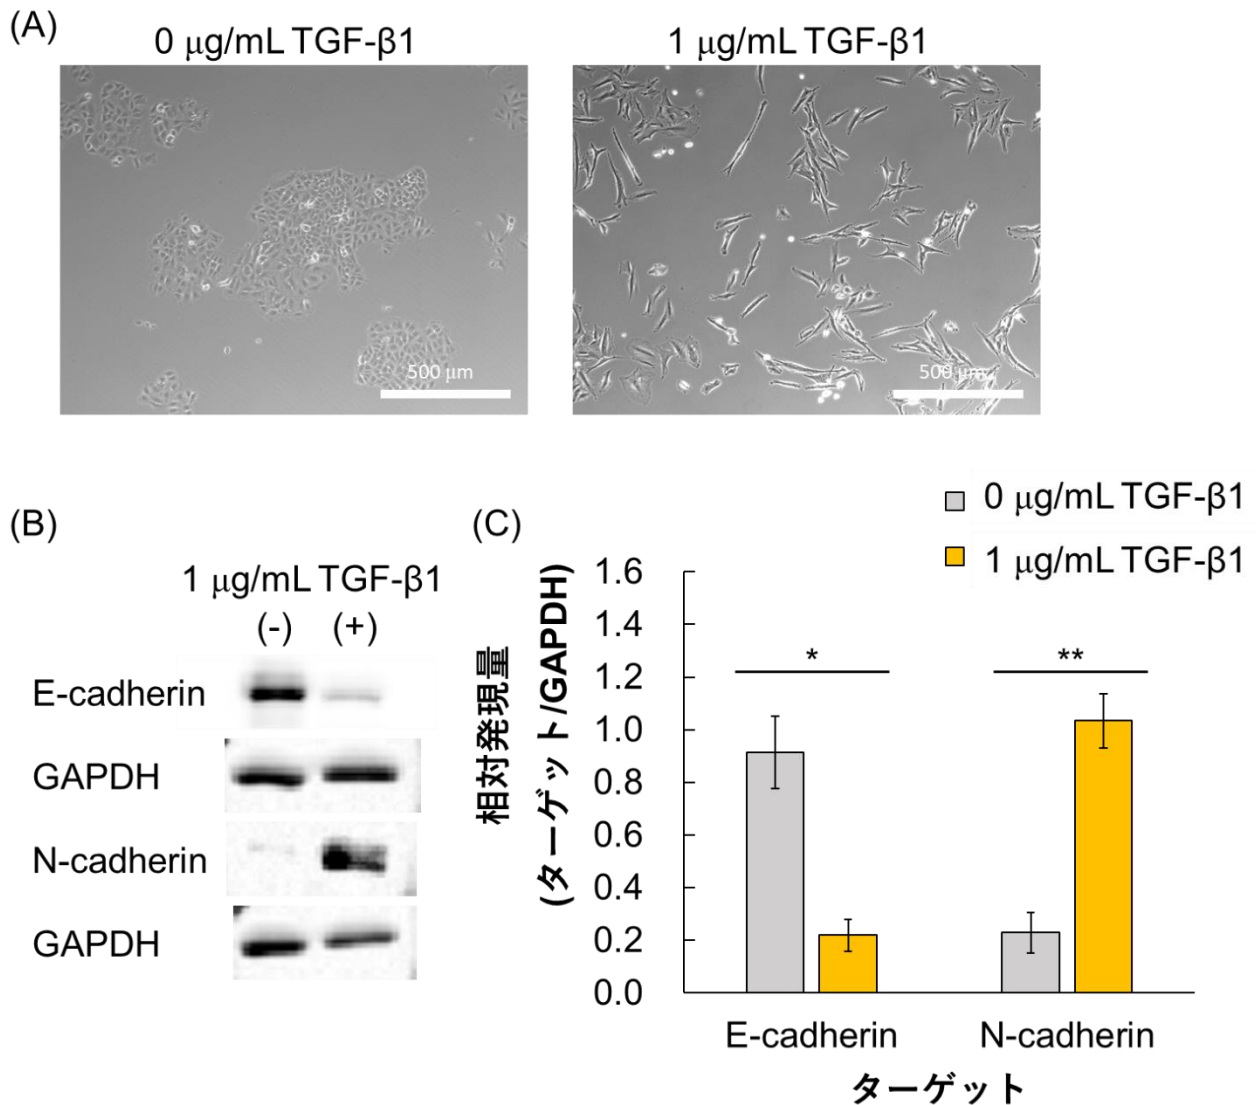 (A)
0 μg/mL TGF-β1
1 μg/mL TGF-β1
500 μm
500 μm
(B)
1 μg/mL TGF-β1
(-) (+)
E-cadherin
GAPDH
N-cadherin
GAPDH
(C)
0 μg/mL TGF-β1
1 μg/mL TGF-β1
相対発現量
(ターゲット/GAPDH)
1.6
1.4
1.2
1.0
0.8
0.6
0.4
0.2
0.0
*
**
E-cadherin
N-cadherin
ターゲット